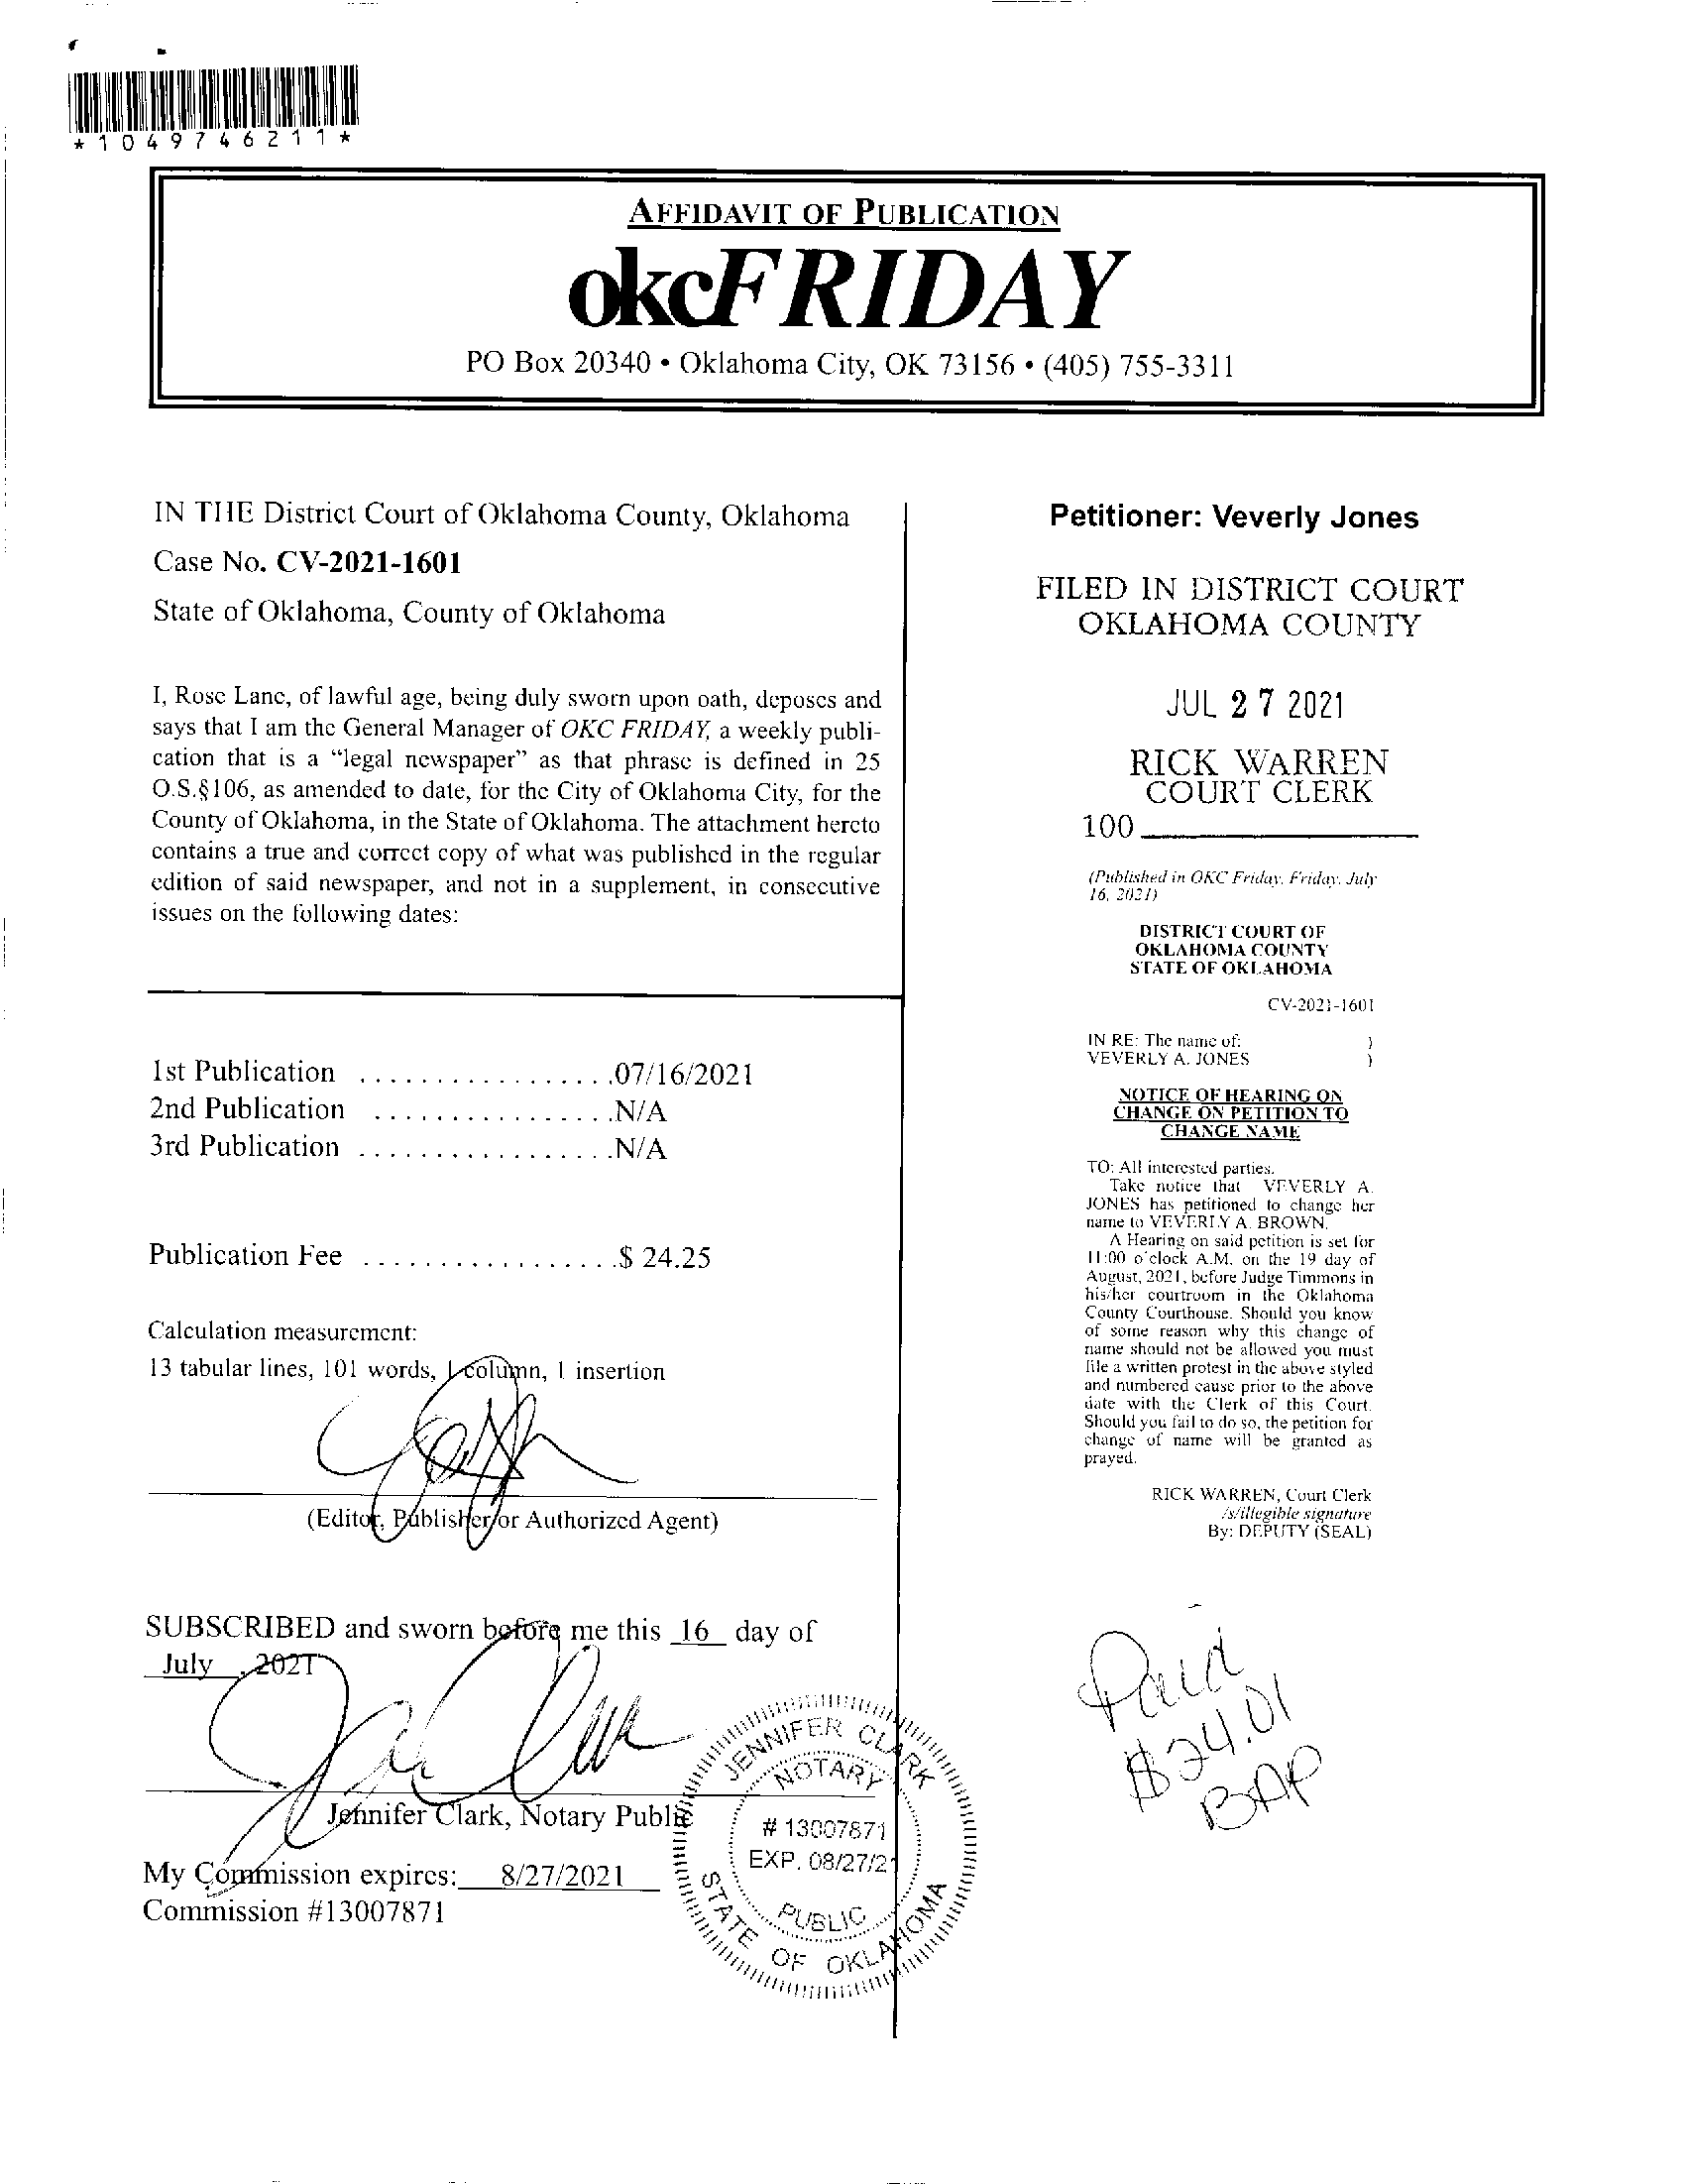 *1049746211*
AFFIDAVIT OF PUBLICATION
okcFRIDAY
PO Box 20340 • Oklahoma City, OK 73156 • (405) 755-3311
IN THE District Court of Oklahoma County, Oklahoma
Case No. CV-2021-1601
State of Oklahoma, County of Oklahoma
I, Rose Lane, of lawful age, being duly sworn upon oath, deposes and
says that I am the General Manager of OKC FRIDAY, a weekly publi-
cation that is a “legal newspaper” as that phrase is defined in 25
O.S.§106, as amended to date, for the City of Oklahoma City, for the
County of Oklahoma, in the State of Oklahoma. The attachment hereto
contains a true and correct copy of what was published in the regular
edition of said newspaper, and not in a supplement, in consecutive
issues on the following dates:
1st Publication .................07/16/2021
2nd Publication ................N/A
3rd Publication .................N/A
Publication Fee .................$ 24.25
Calculation measurement:
13 tabular lines, 101 words, 1 column, 1 insertion
(Editor, Publisher or Authorized Agent)
SUBSCRIBED and sworn before me this 16 day of
July , 2021
Jennifer Clark, Notary Public
My Commission expires: 8/27/2021
Commission #13007871
JENNIFER CLARK
NOTARY
# 13007871
EXP. 08/27/21
PUBLIC
STATE OF OKLAHOMA
Petitioner: Veverly Jones
FILED IN DISTRICT COURT
OKLAHOMA COUNTY
JUL 27 2021
RICK WARREN
COURT CLERK
100
(Published in OKC Friday, Friday, July
16, 2021)
DISTRICT COURT OF
OKLAHOMA COUNTY
STATE OF OKLAHOMA
CV-2021-1601
IN RE: The name of: )
VEVERLY A. JONES )
NOTICE OF HEARING ON
CHANGE ON PETITION TO
CHANGE NAME
TO: All interested parties.
Take notice that VEVERLY A.
JONES has petitioned to change her
name to VEVERLY A. BROWN.
A Hearing on said petition is set for
11:00 o'clock A.M. on the 19 day of
August, 2021, before Judge Timmons in
his/her courtroom in the Oklahoma
County Courthouse. Should you know
of some reason why this change of
name should not be allowed you must
file a written protest in the above styled
and numbered cause prior to the above
date with the Clerk of this Court.
Should you fail to do so, the petition for
change of name will be granted as
prayed.
RICK WARREN, Court Clerk
/s/illegible signature
By: DEPUTY (SEAL)
Paid
$24.01
BAP